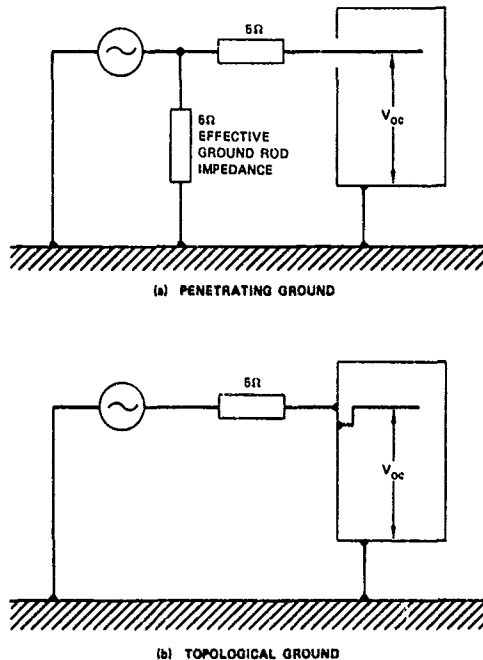 5Ω
5Ω
EFFECTIVE
GROUND ROD
IMPEDANCE
Voc
(a) PENETRATING GROUND
5Ω
Voc
(b) TOPOLOGICAL GROUND